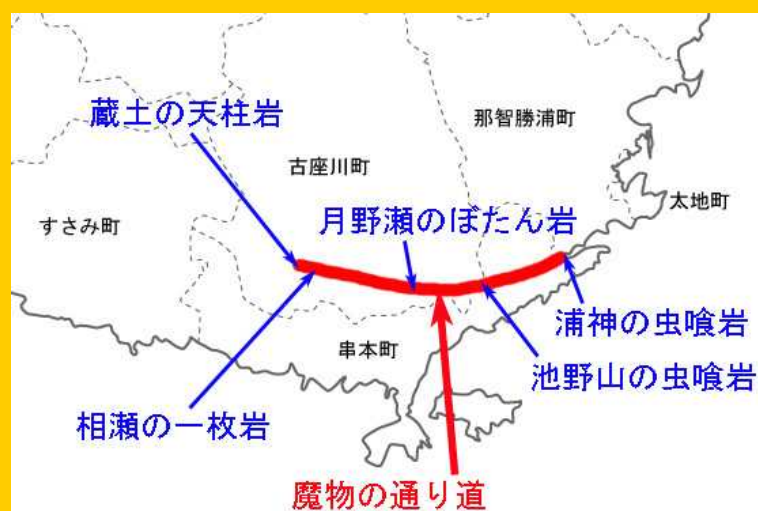 蔵土の天柱岩
那智勝浦町
古座川町
太地町
すさみ町
月野瀬のぼたん岩
浦神の虫喰岩
串本町
池野山の虫喰岩
相瀬の一枚岩
魔物の通り道